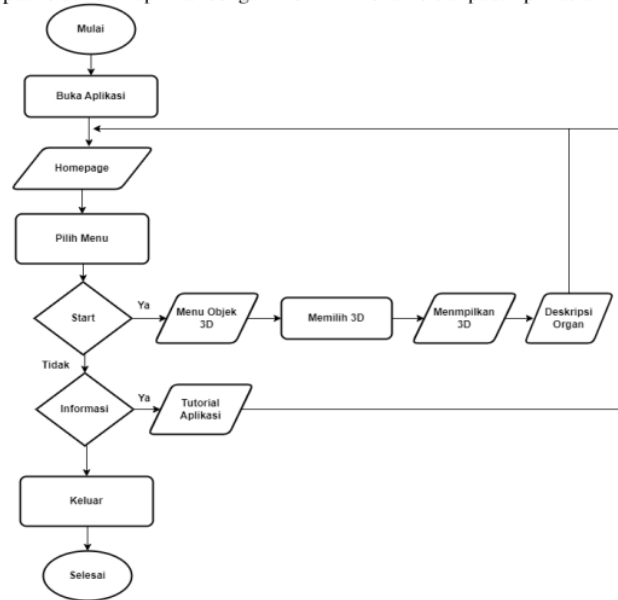 Mulai
Buka Aplikasi
Homepage
Pilih Menu
Start
Ya
Menu Objek
3D
Memilih 3D
Menmpilkan
3D
Deskripsi
Organ
Tidak
Informasi
Ya
Tutorial
Aplikasi
Keluar
Selesai